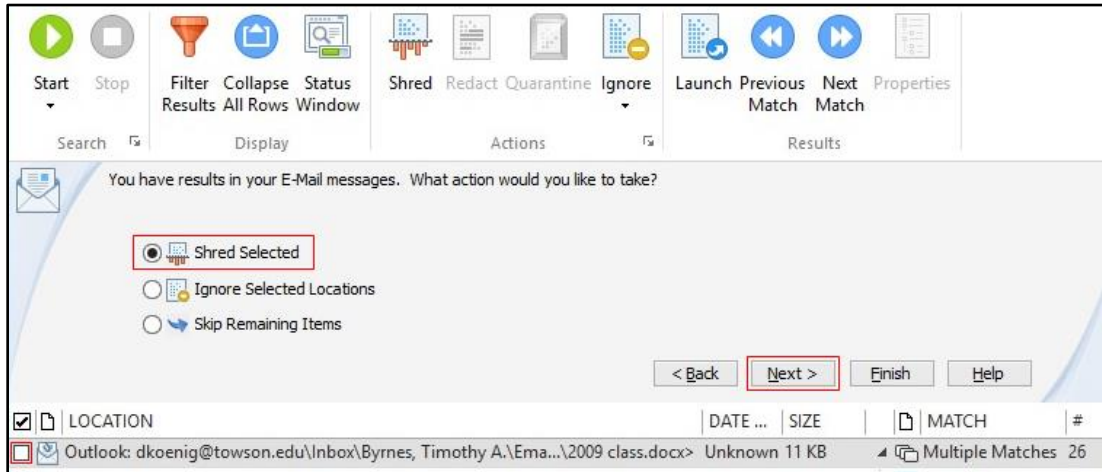 Start Stop Filter Results Collapse All Rows Status Window Shred Redact Quarantine Ignore Launch Previous Match Next Match Properties
Search Display Actions Results
You have results in your E-Mail messages. What action would you like to take?
Shred Selected
Ignore Selected Locations
Skip Remaining Items
< Back Next > Finish Help
LOCATION DATE ... SIZE MATCH #
Outlook: dkoenig@towson.edu\Inbox\Byrnes, Timothy A.\Ema...\2009 class.docx> Unknown 11 KB Multiple Matches 26